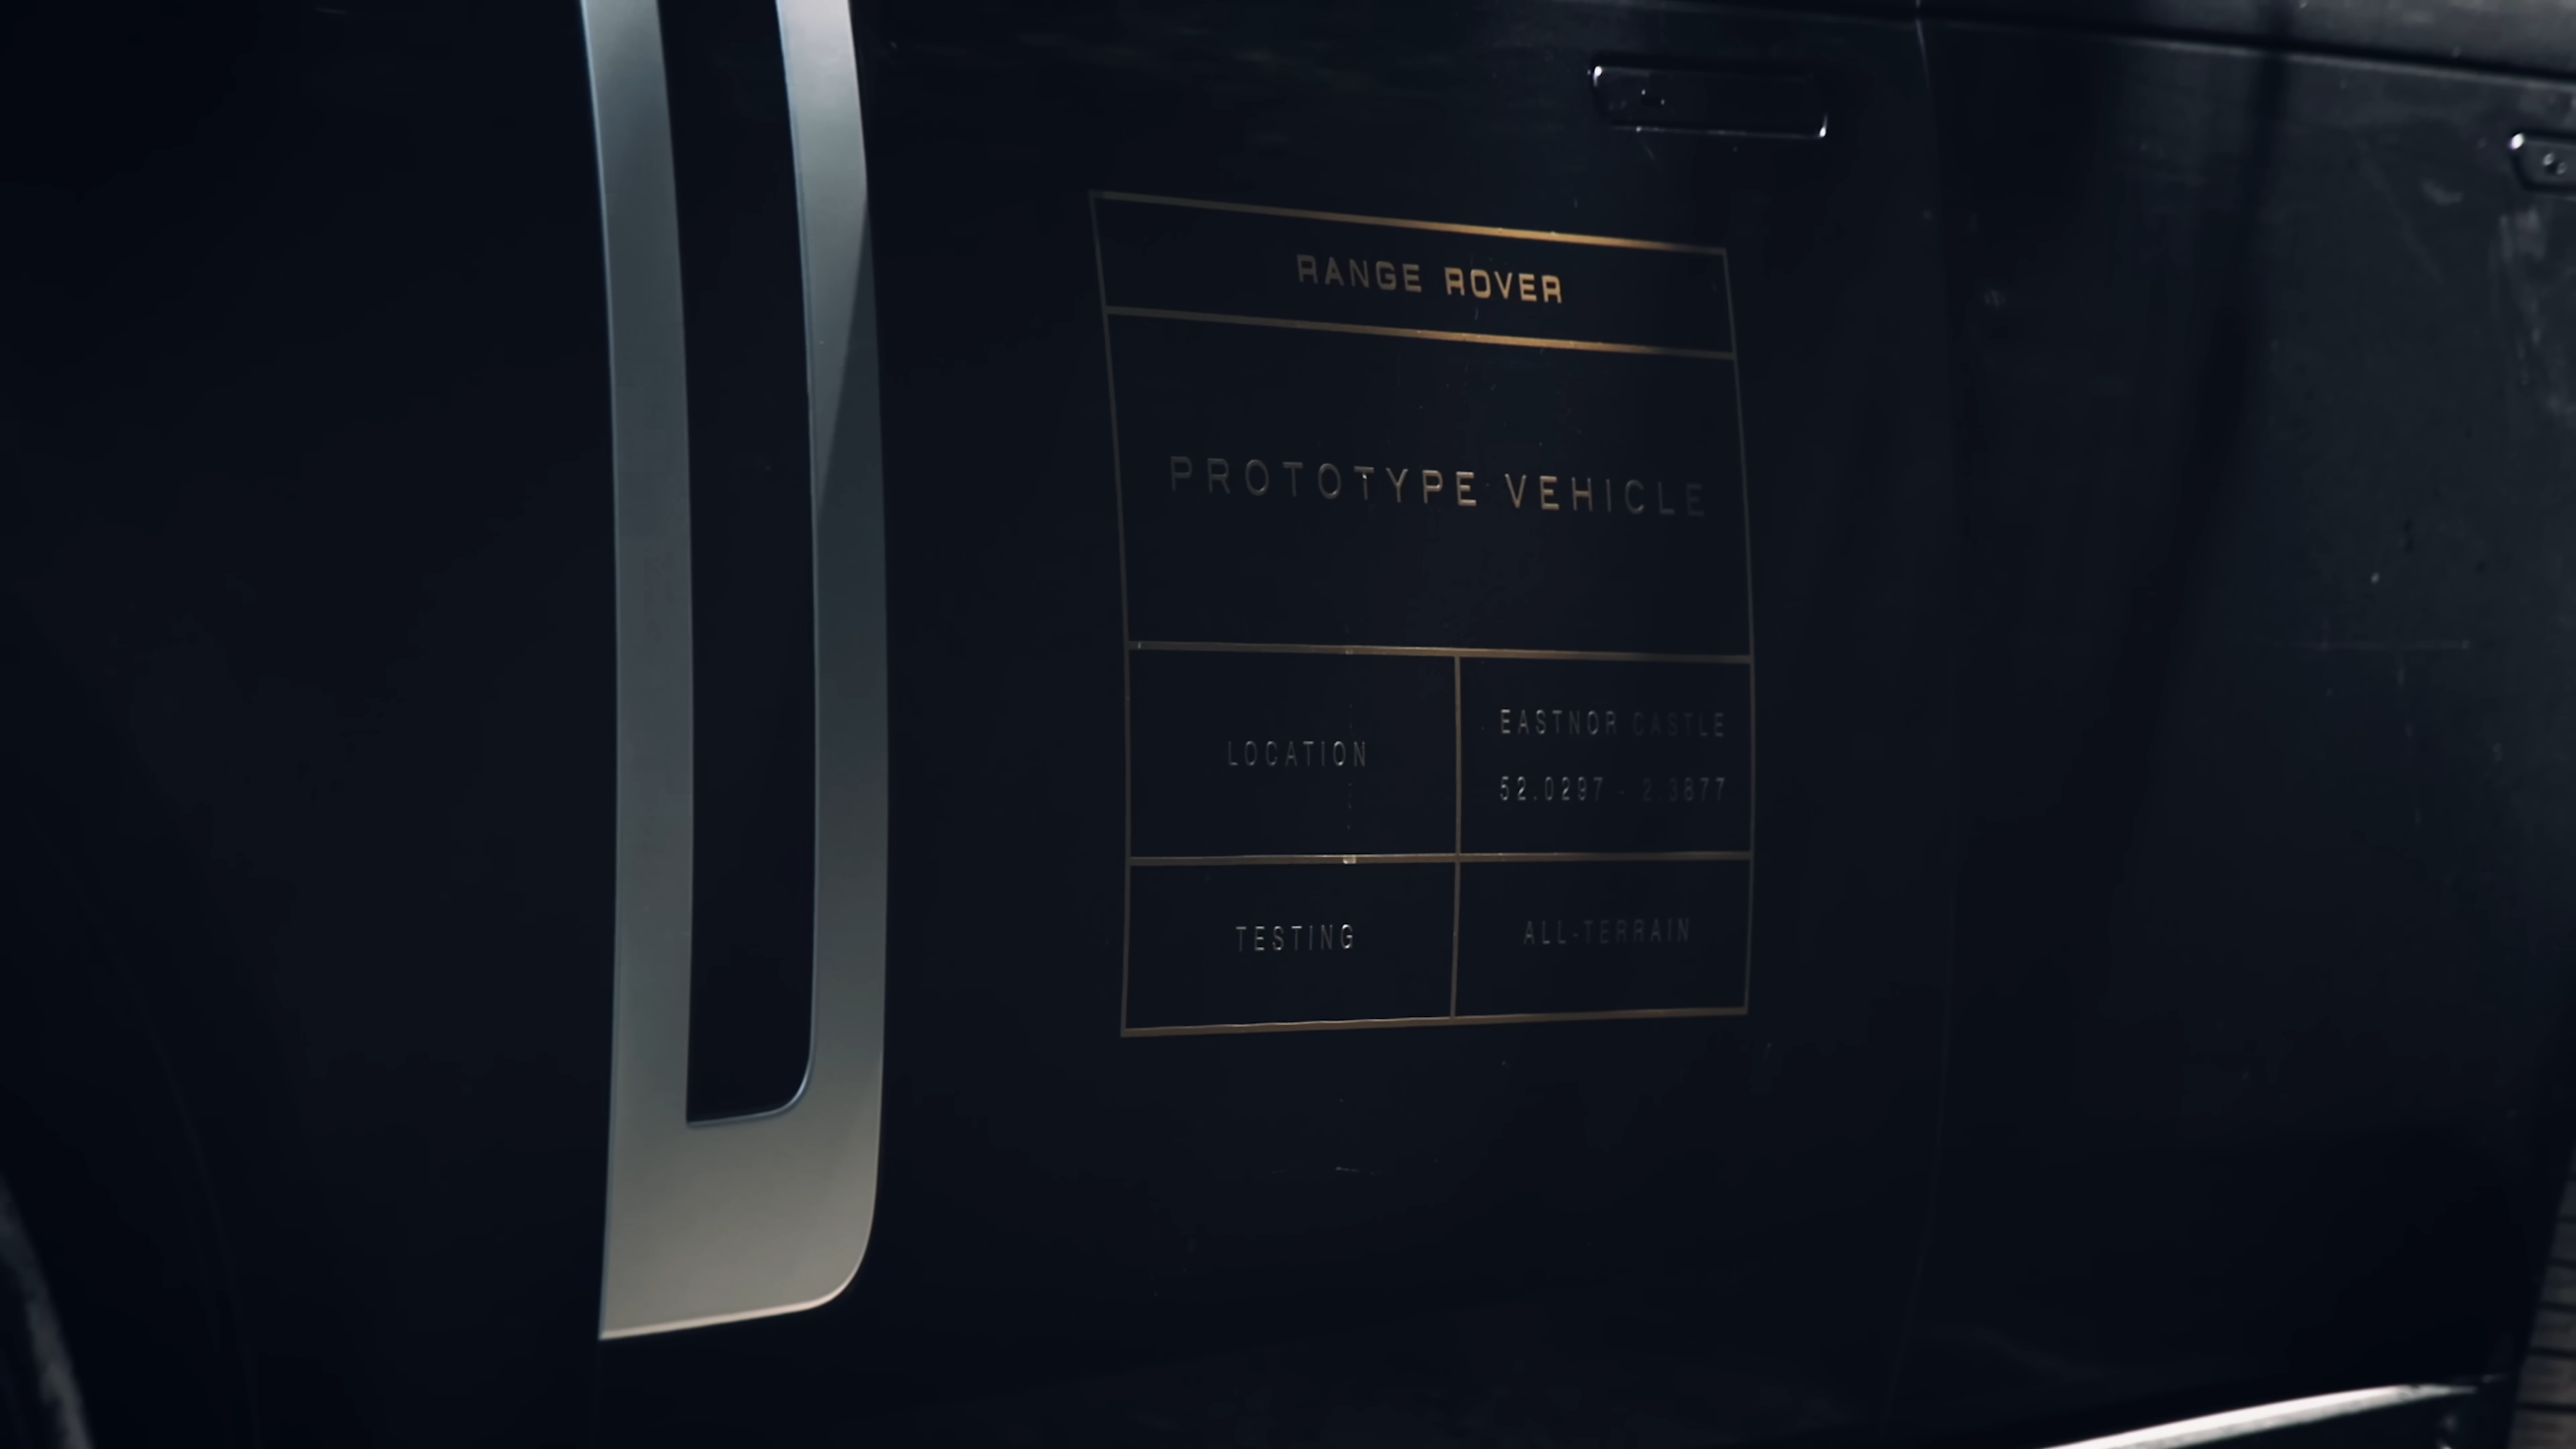 RANGE ROVER
PROTOTYPE VEHICLE
LOCATION
EASTNOR CASTLE
52.0297 - 2.3877
TESTING
ALL-TERRAIN